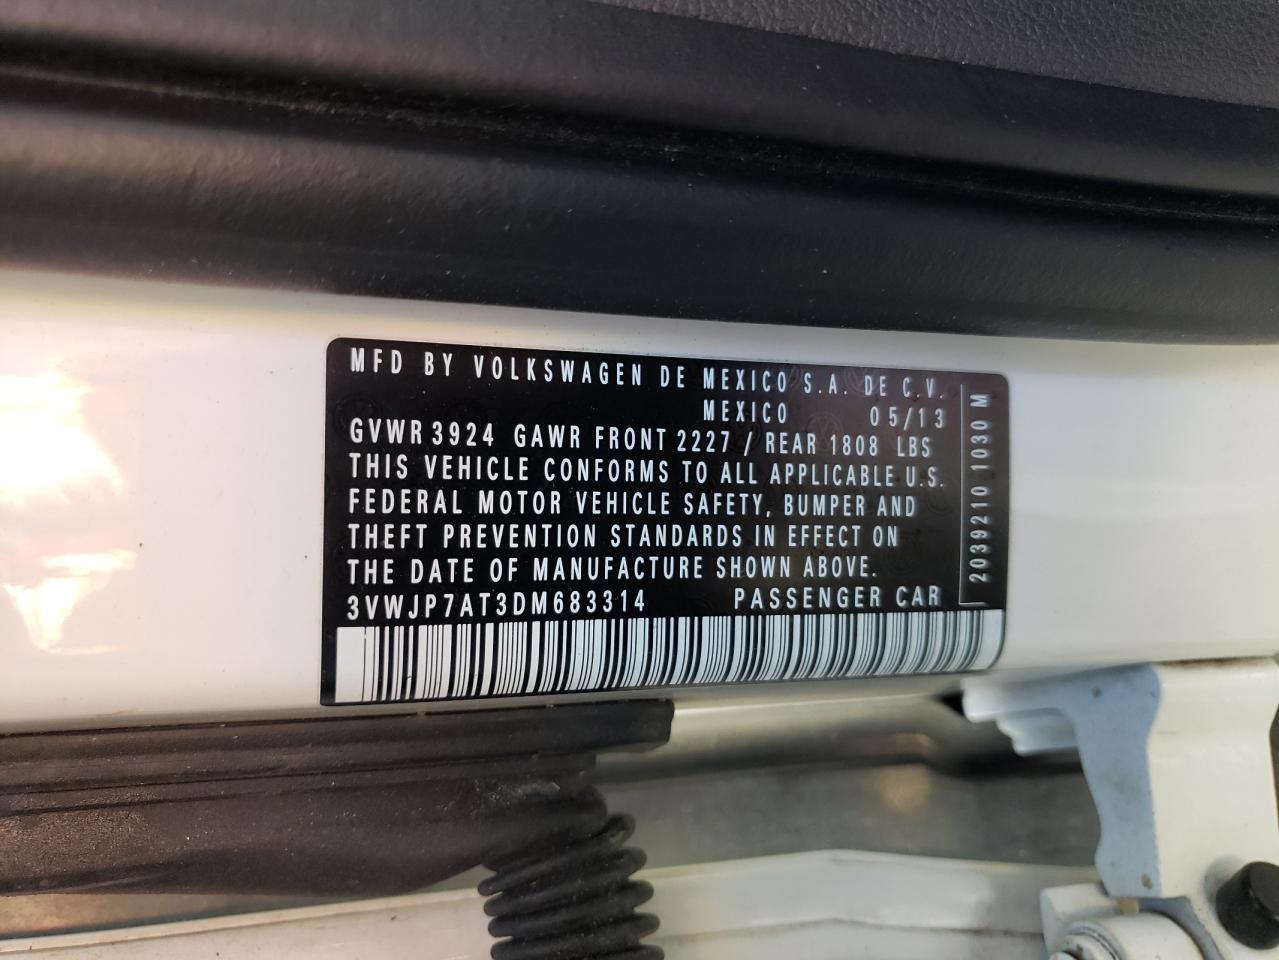 MFD BY VOLKSWAGEN DE MEXICO S.A. DE C.V.
MEXICO 05/13
GVWR 3924 GAWR FRONT 2227 / REAR 1808 LBS
THIS VEHICLE CONFORMS TO ALL APPLICABLE U.S.
FEDERAL MOTOR VEHICLE SAFETY, BUMPER AND
THEFT PREVENTION STANDARDS IN EFFECT ON
THE DATE OF MANUFACTURE SHOWN ABOVE.
3VWJP7AT3DM683314 PASSENGER CAR
2039210 1030 M